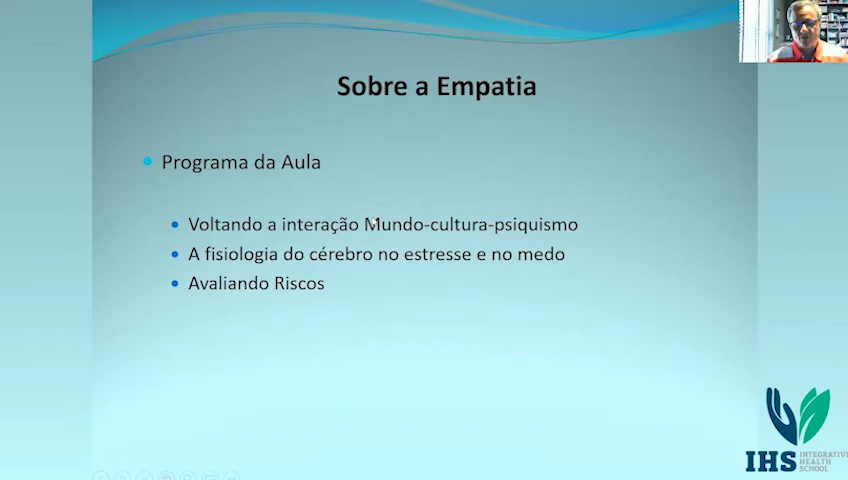 Sobre a Empatia
Programa da Aula
Voltando a interação Mundo-cultura-psiquismo
A fisiologia do cérebro no estresse e no medo
Avaliando Riscos
IHS
INTEGRATIVE
HEALTH
SCHOOL